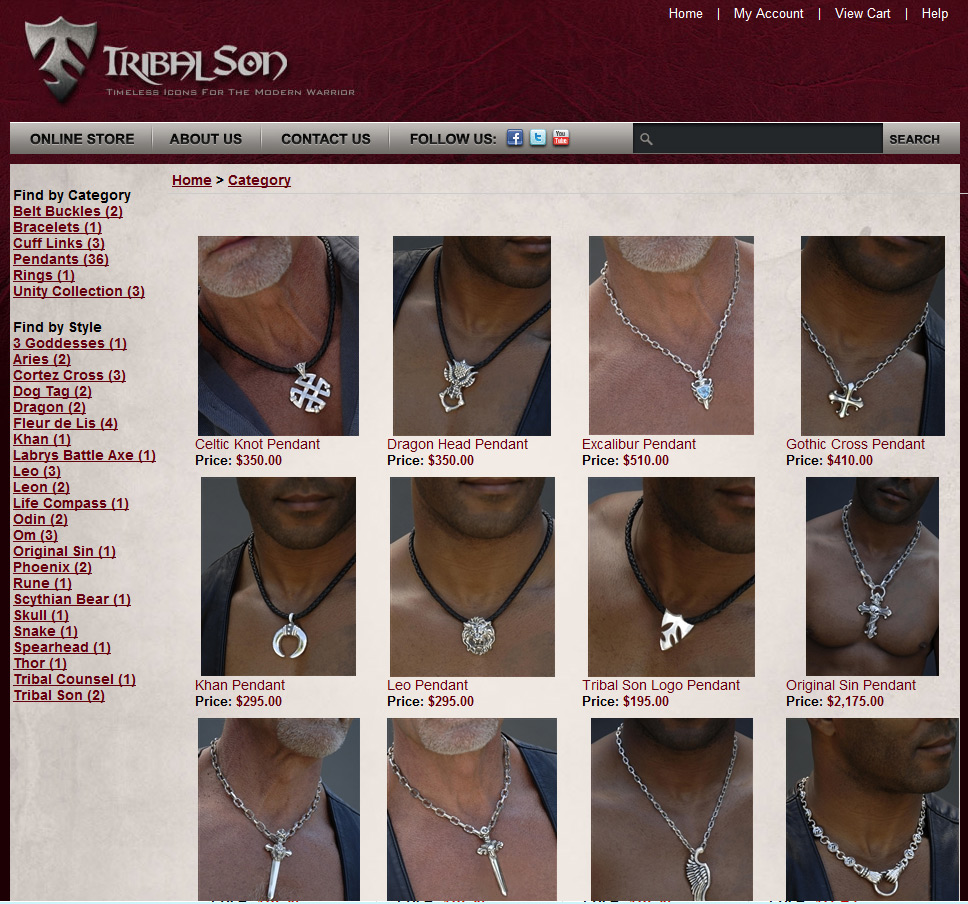 Home | My Account | View Cart | Help
TRIBAL SON
TIMELESS ICONS FOR THE MODERN WARRIOR
ONLINE STORE ABOUT US CONTACT US FOLLOW US: f t You Tube SEARCH
Home > Category
Find by Category
Belt Buckles (2)
Bracelets (1)
Cuff Links (3)
Pendants (36)
Rings (1)
Unity Collection (3)
Find by Style
3 Goddesses (1)
Aries (2)
Cortez Cross (3)
Dog Tag (2)
Dragon (2)
Fleur de Lis (4)
Khan (1)
Labrys Battle Axe (1)
Leo (3)
Leon (2)
Life Compass (1)
Odin (2)
Om (3)
Original Sin (1)
Phoenix (2)
Rune (1)
Scythian Bear (1)
Skull (1)
Snake (1)
Spearhead (1)
Thor (1)
Tribal Counsel (1)
Tribal Son (2)
Celtic Knot Pendant
Price: $350.00
Dragon Head Pendant
Price: $350.00
Excalibur Pendant
Price: $510.00
Gothic Cross Pendant
Price: $410.00
Khan Pendant
Price: $295.00
Leo Pendant
Price: $295.00
Tribal Son Logo Pendant
Price: $195.00
Original Sin Pendant
Price: $2,175.00